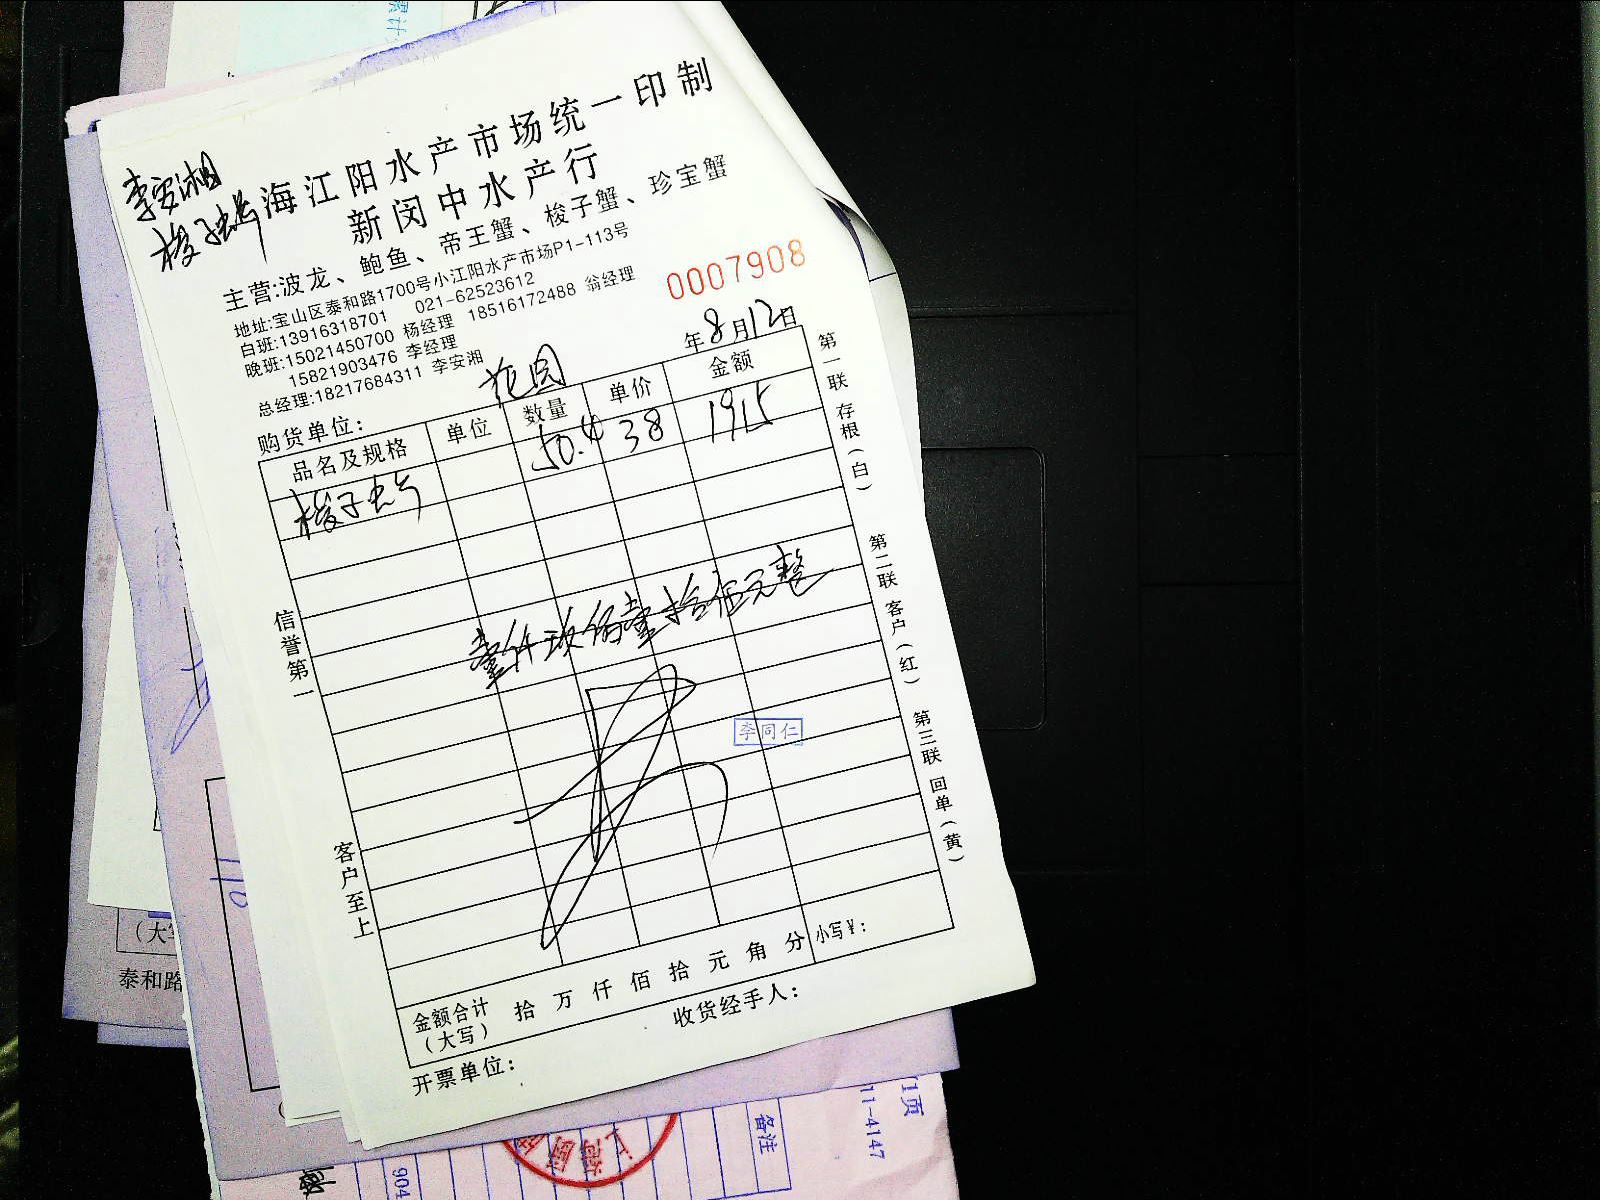 上海江阳水产市场统一印制
李安湘
梭子蟹
新闵中水产行
主营:波龙、鲍鱼、帝王蟹、梭子蟹、珍宝蟹
地址:宝山区泰和路1700号小江阳水产市场P1-113号
白班:13916318701 021-62523612
晚班:15021450700 杨经理 18516172488 翁经理
15821903476 李经理
总经理:18217684311 李安湘
0007908
年8月12日
购货单位: 花园
品名及规格 单位 数量 单价 金额
梭子蟹 50.4 38 1915
壹仟玖佰壹拾伍元整
李同仁
金额合计(大写) 拾 万 仟 佰 拾 元 角 分 小写¥:
开票单位: 收货经手人:
信誉第一
客户至上
第一联 存根(白)
第二联 客户(红)
第三联 回单(黄)
泰和路
110
备注
11-4147
904